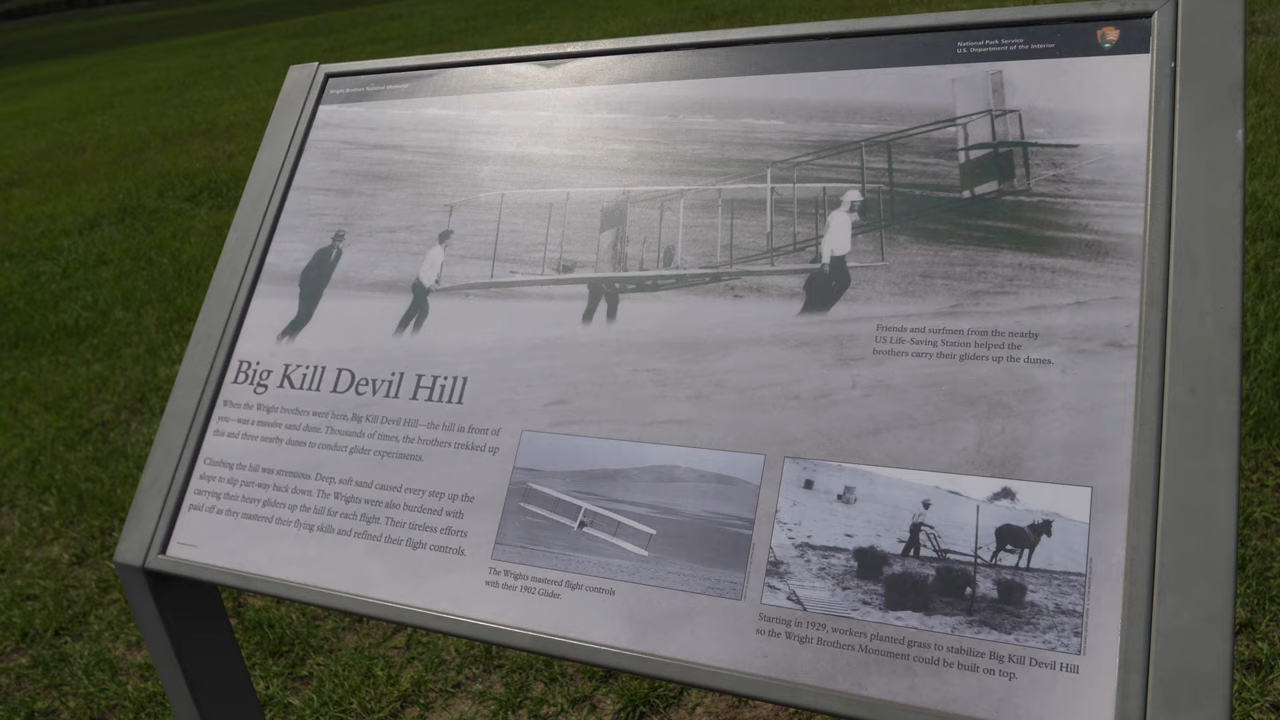 National Park Service
U.S. Department of the Interior
Wright Brothers National Memorial
Friends and surfmen from the nearby
US Life-Saving Station helped the
brothers carry their gliders up the dunes.
Big Kill Devil Hill
When the Wright brothers were here, Big Kill Devil Hill—the hill in front of
you—was a massive sand dune. Thousands of times, the brothers trekked up
this and three nearby dunes to conduct glider experiments.
Climbing the hill was strenuous. Deep, soft sand caused every step up the
slope to slip part-way back down. The Wrights were also burdened with
carrying their heavy gliders up the hill for each flight. Their tireless efforts
paid off as they mastered their flying skills and refined their flight controls.
The Wrights mastered flight controls
with their 1902 Glider.
Starting in 1929, workers planted grass to stabilize Big Kill Devil Hill
so the Wright Brothers Monument could be built on top.